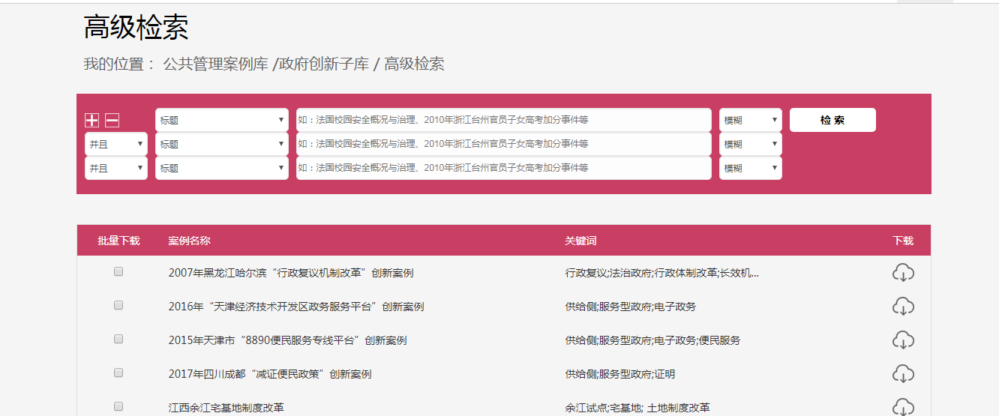 高级检索
我的位置： 公共管理案例库 /政府创新子库 / 高级检索
标题 如：法国校园安全概况与治理、2010年浙江台州官员子女高考加分事件等 模糊 检 索
并且 标题 如：法国校园安全概况与治理、2010年浙江台州官员子女高考加分事件等 模糊
并且 标题 如：法国校园安全概况与治理、2010年浙江台州官员子女高考加分事件等 模糊
批量下载 案例名称 关键词 下载
2007年黑龙江哈尔滨“行政复议机制改革”创新案例 行政复议;法治政府;行政体制改革;长效机...
2016年“天津经济技术开发区政务服务平台”创新案例 供给侧;服务型政府;电子政务
2015年天津市“8890便民服务专线平台”创新案例 供给侧;服务型政府;电子政务;便民服务
2017年四川成都“减证便民政策”创新案例 供给侧;服务型政府;证明
江西余江宅基地制度改革 余江试点;宅基地; 土地制度改革